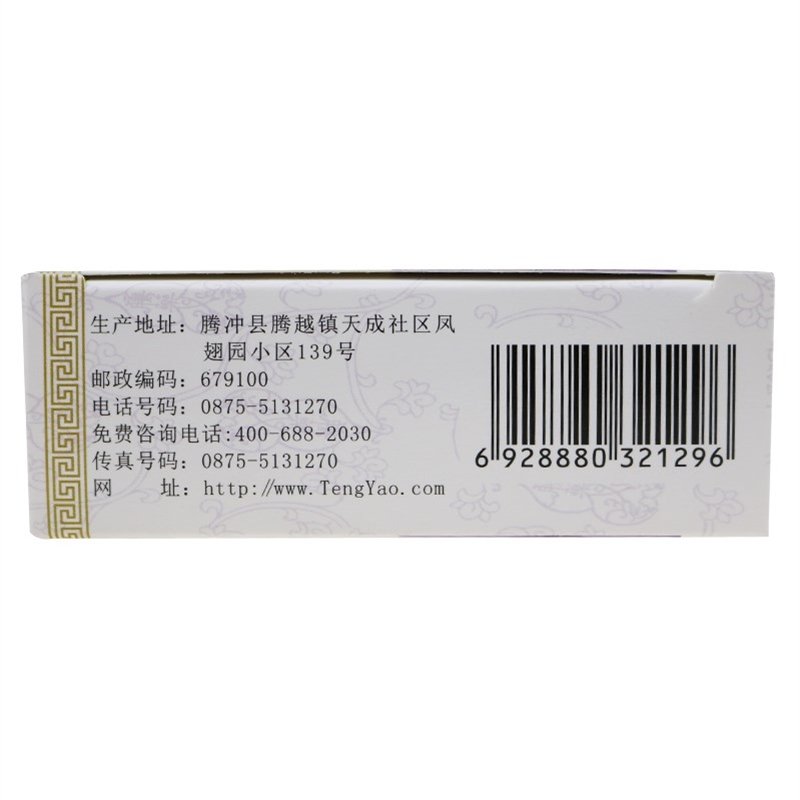 生产地址：腾冲县腾越镇天成社区凤
翅园小区139号
邮政编码：679100
电话号码：0875-5131270
免费咨询电话:400-688-2030
传真号码：0875-5131270
网　　址：http://www.TengYao.com
6 928880 321296